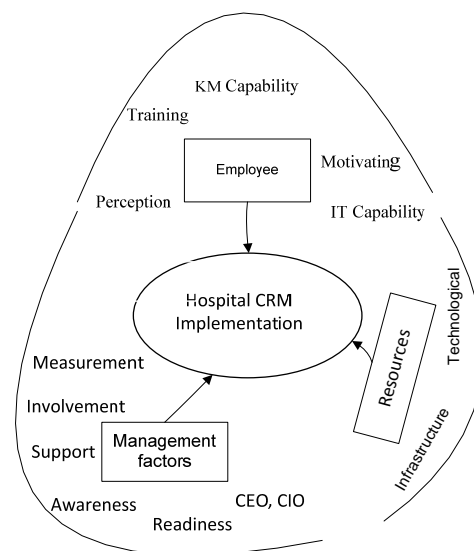 KM Capability
Training
Employee
Motivating
Perception
IT Capability
Hospital CRM
Implementation
Technological
Resources
Measurement
Involvement
Support
Management
factors
Infrastructure
Awareness
CEO, CIO
Readiness